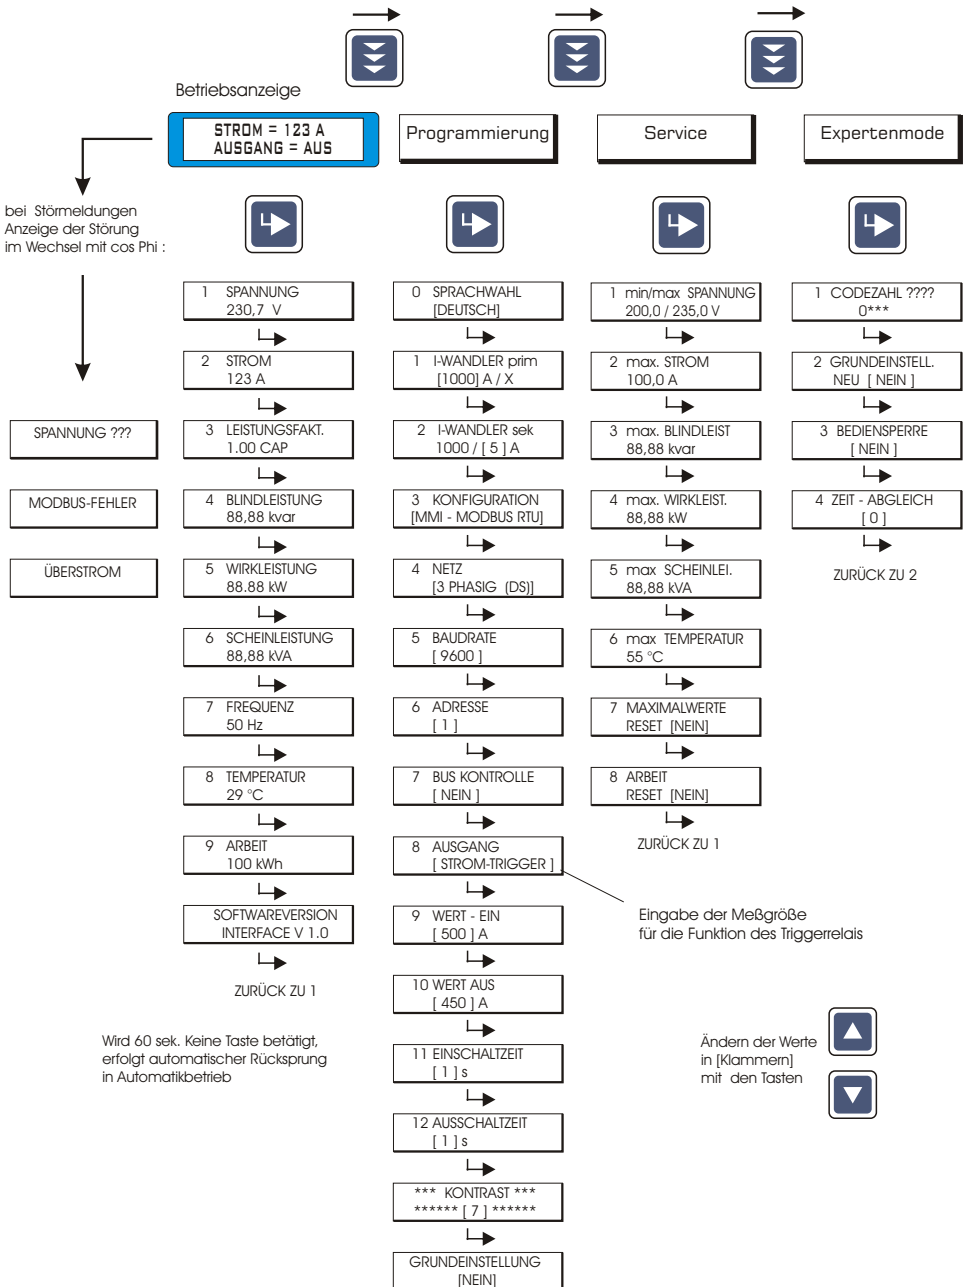 Betriebsanzeige
STROM = 123 A
AUSGANG = AUS
Programmierung
Service
Expertenmode
bei Störmeldungen
Anzeige der Störung
im Wechsel mit cos Phi :
SPANNUNG ???
MODBUS-FEHLER
ÜBERSTROM
1 SPANNUNG
230,7 V
2 STROM
123 A
3 LEISTUNGSFAKT.
1.00 CAP
4 BLINDLEISTUNG
88,88 kvar
5 WIRKLEISTUNG
88.88 kW
6 SCHEINLEISTUNG
88,88 kVA
7 FREQUENZ
50 Hz
8 TEMPERATUR
29 °C
9 ARBEIT
100 kWh
SOFTWAREVERSION
INTERFACE V 1.0
ZURÜCK ZU 1
Wird 60 sek. Keine Taste betätigt,
erfolgt automatischer Rücksprung
in Automatikbetrieb
0 SPRACHWAHL
[DEUTSCH]
1 I-WANDLER prim
[1000] A / X
2 I-WANDLER sek
1000 / [ 5 ] A
3 KONFIGURATION
[MMI - MODBUS RTU]
4 NETZ
[3 PHASIG (DS)]
5 BAUDRATE
[ 9600 ]
6 ADRESSE
[ 1 ]
7 BUS KONTROLLE
[ NEIN ]
8 AUSGANG
[ STROM-TRIGGER ]
9 WERT - EIN
[ 500 ] A
10 WERT AUS
[ 450 ] A
11 EINSCHALTZEIT
[ 1 ] s
12 AUSSCHALTZEIT
[ 1 ] s
*** KONTRAST ***
****** [ 7 ] ******
GRUNDEINSTELLUNG
[NEIN]
1 min/max SPANNUNG
200,0 / 235,0 V
2 max. STROM
100,0 A
3 max. BLINDLEIST
88,88 kvar
4 max. WIRKLEIST.
88,88 kW
5 max SCHEINLEI.
88,88 kVA
6 max TEMPERATUR
55 °C
7 MAXIMALWERTE
RESET [NEIN]
8 ARBEIT
RESET [NEIN]
ZURÜCK ZU 1
Eingabe der Meßgröße
für die Funktion des Triggerrelais
1 CODEZAHL ????
0***
2 GRUNDEINSTELL.
NEU [ NEIN ]
3 BEDIENSPERRE
[ NEIN ]
4 ZEIT - ABGLEICH
[ 0 ]
ZURÜCK ZU 2
Ändern der Werte
in [Klammern]
mit den Tasten